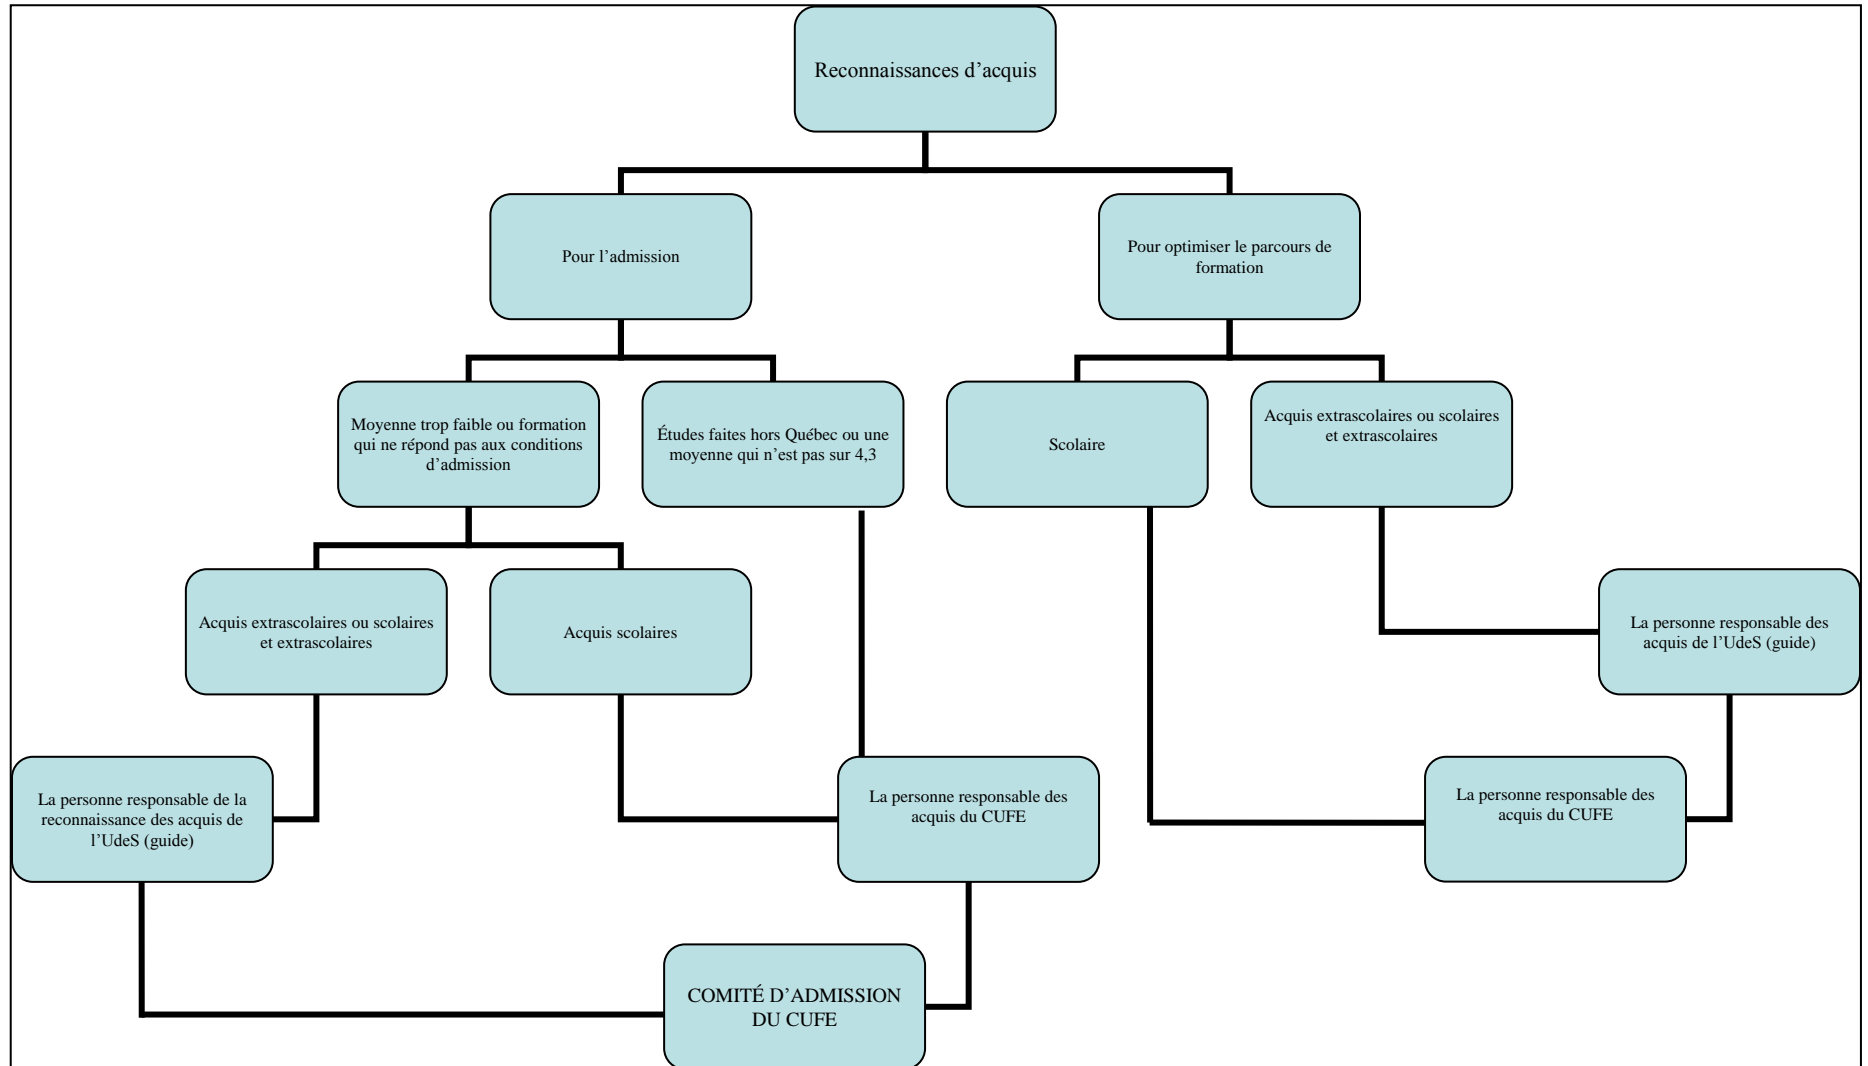 Reconnaissances d’acquis
Pour l’admission
Pour optimiser le parcours de
formation
Moyenne trop faible ou formation
qui ne répond pas aux conditions
d’admission
Études faites hors Québec ou une
moyenne qui n’est pas sur 4,3
Scolaire
Acquis extrascolaires ou scolaires
et extrascolaires
Acquis extrascolaires ou scolaires
et extrascolaires
Acquis scolaires
La personne responsable des
acquis de l’UdeS (guide)
La personne responsable de la
reconnaissance des acquis de
l’UdeS (guide)
La personne responsable des
acquis du CUFE
La personne responsable des
acquis du CUFE
COMITÉ D’ADMISSION
DU CUFE